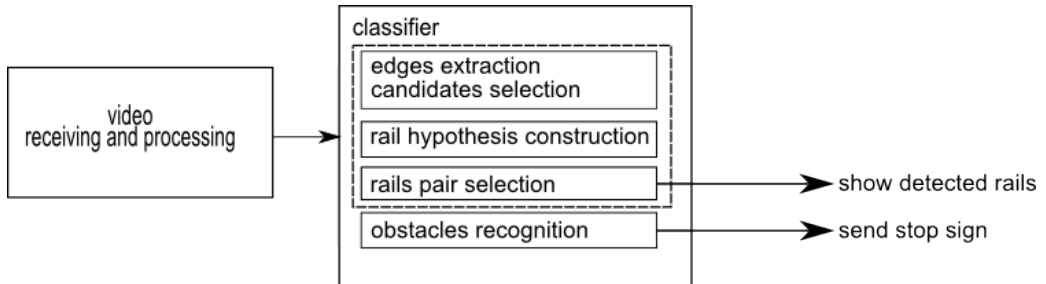 classifier
edges extraction
candidates selection
video
receiving and processing
rail hypothesis construction
rails pair selection
show detected rails
obstacles recognition
send stop sign